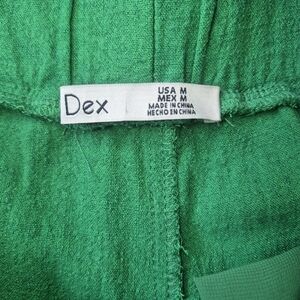 Dex
USA M
MEX M
MADE IN CHINA
HECHO EN CHINA